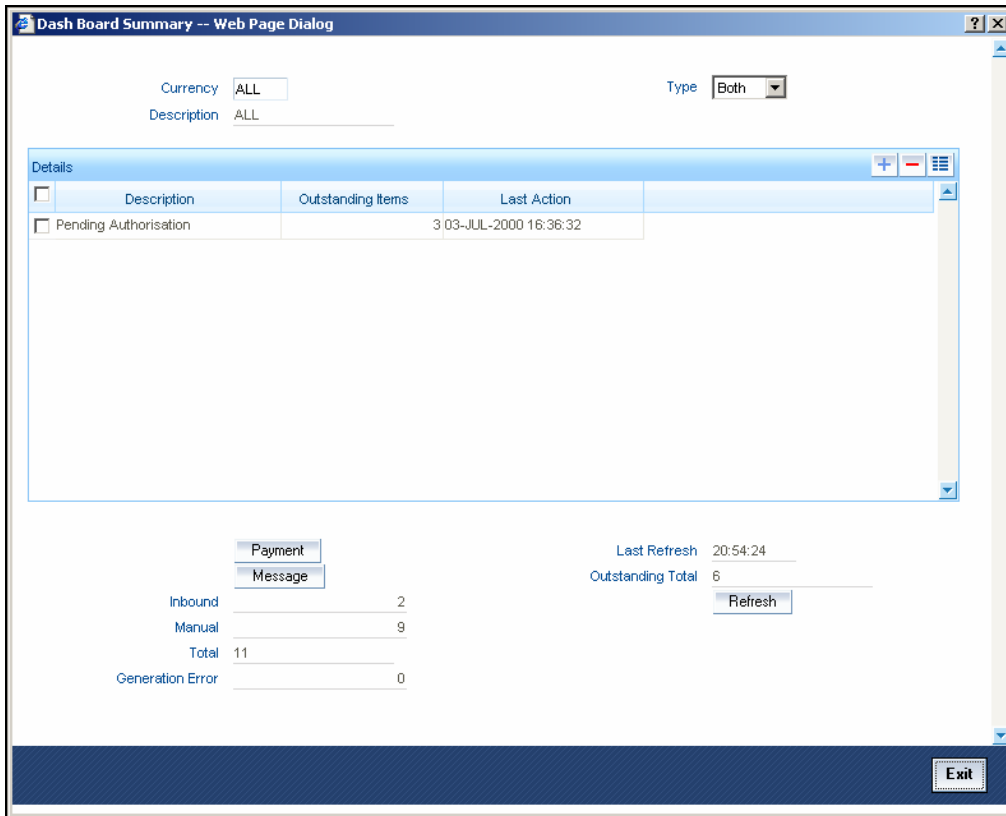 Dash Board Summary -- Web Page Dialog
Currency ALL Type Both
Description ALL
Details
Description Outstanding Items Last Action
Pending Authorisation 3 03-JUL-2000 16:36:32
Payment Last Refresh 20:54:24
Message Outstanding Total 6
Inbound 2 Refresh
Manual 9
Total 11
Generation Error 0
Exit